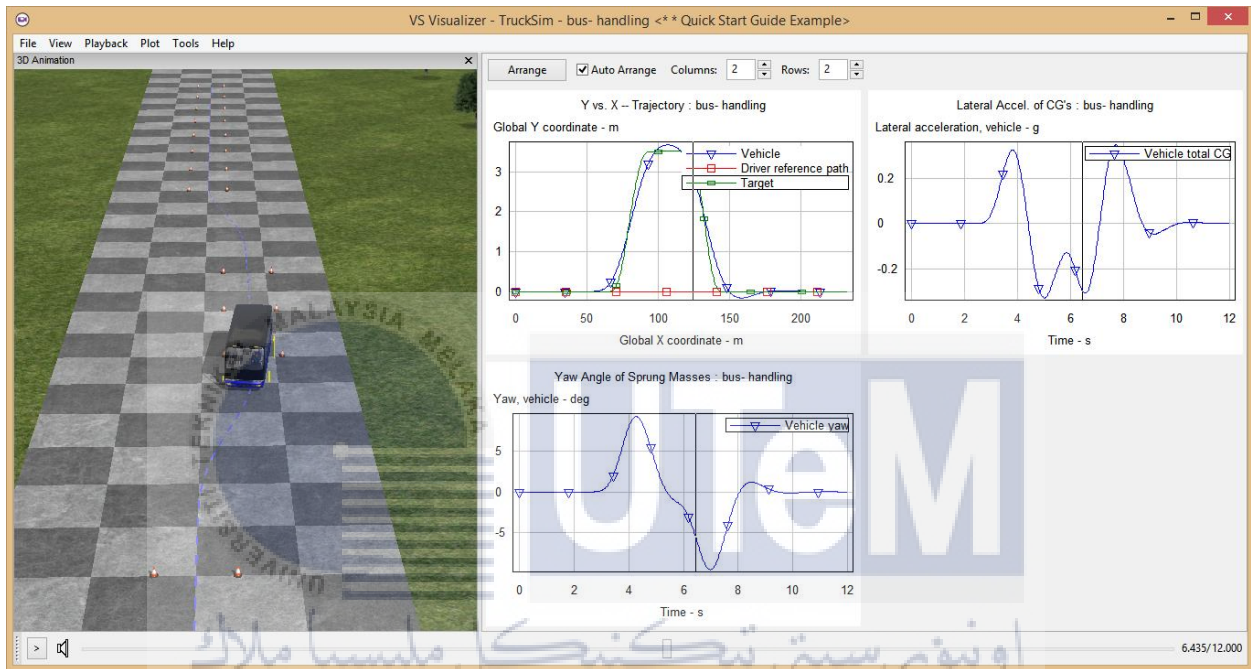 VS Visualizer - TruckSim - bus- handling <* * Quick Start Guide Example>
File View Playback Plot Tools Help
3D Animation
Arrange Auto Arrange Columns: 2 Rows: 2
Y vs. X -- Trajectory : bus- handling
Global Y coordinate - m
Vehicle
Driver reference path
Target
3
2
1
0
0 50 100 150 200
Global X coordinate - m
Lateral Accel. of CG's : bus- handling
Lateral acceleration, vehicle - g
Vehicle total CG
0.2
0
-0.2
0 2 4 6 8 10 12
Time - s
Yaw Angle of Sprung Masses : bus- handling
Yaw, vehicle - deg
Vehicle yaw
5
0
-5
0 2 4 6 8 10 12
Time - s
6.435/12.000
MALAYSIA
UTeM
اونيۏرسيتي تيكنيكل مليسيا ملاك